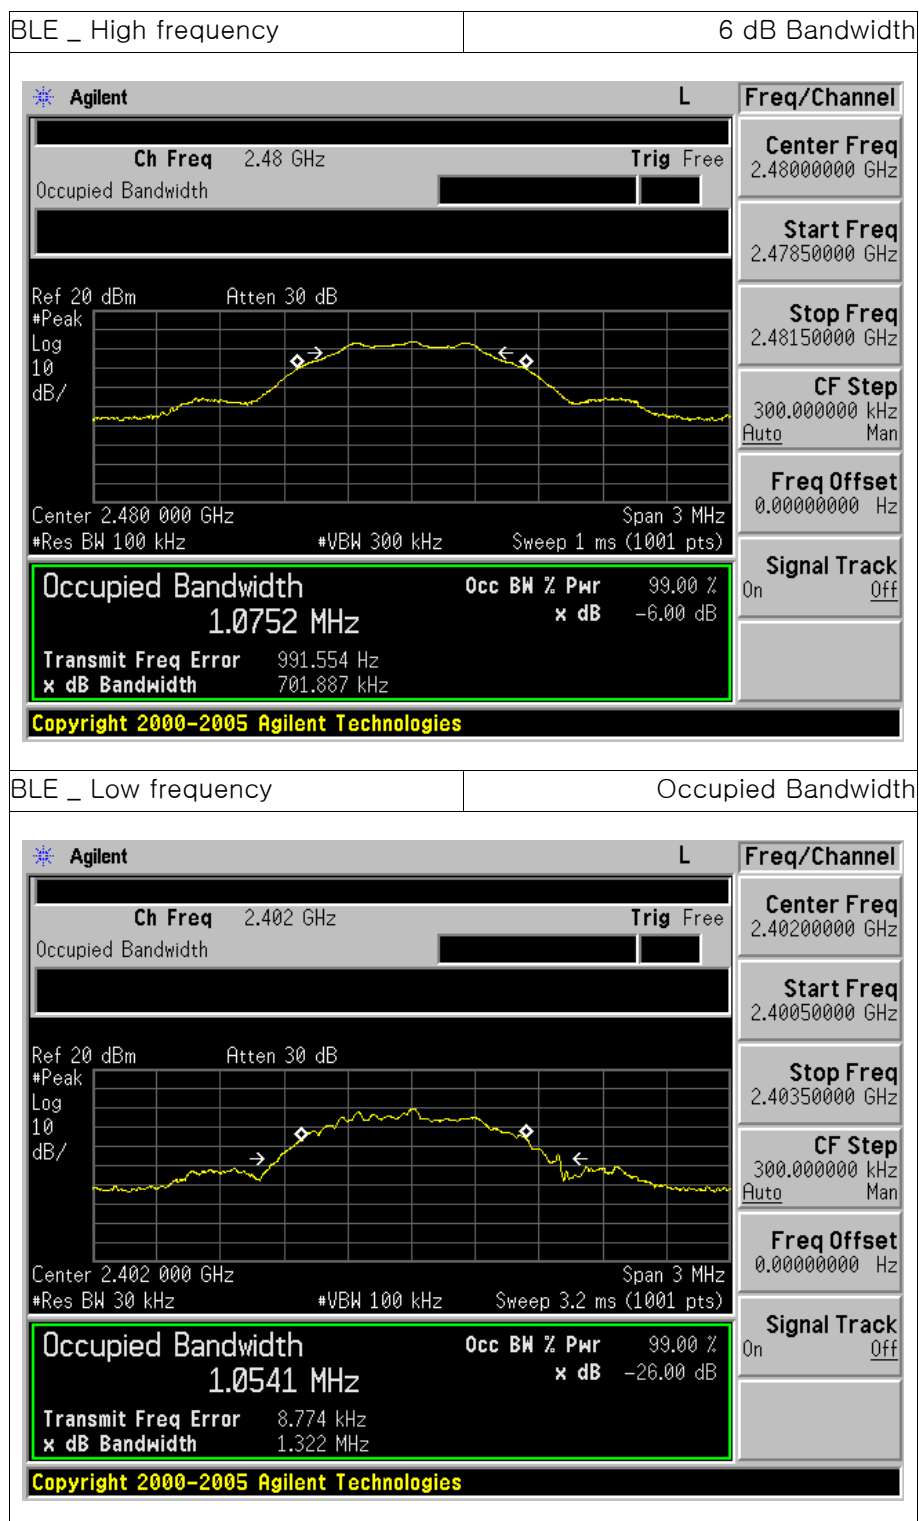 BLE _ High frequency 6 dB Bandwidth
Agilent L Freq/Channel
Ch Freq 2.48 GHz Trig Free
Occupied Bandwidth
Center Freq
2.48000000 GHz
Start Freq
2.47850000 GHz
Ref 20 dBm Atten 30 dB
#Peak
Log
10
dB/
Stop Freq
2.48150000 GHz
CF Step
300.000000 kHz
Auto Man
Freq Offset
0.00000000 Hz
Center 2.480 000 GHz Span 3 MHz
#Res BW 100 kHz #VBW 300 kHz Sweep 1 ms (1001 pts)
Signal Track
On Off
Occupied Bandwidth Occ BW % Pwr 99.00 %
1.0752 MHz x dB -6.00 dB
Transmit Freq Error 991.554 Hz
x dB Bandwidth 701.887 kHz
Copyright 2000-2005 Agilent Technologies
BLE _ Low frequency Occupied Bandwidth
Agilent L Freq/Channel
Ch Freq 2.402 GHz Trig Free
Occupied Bandwidth
Center Freq
2.40200000 GHz
Start Freq
2.40050000 GHz
Ref 20 dBm Atten 30 dB
#Peak
Log
10
dB/
Stop Freq
2.40350000 GHz
CF Step
300.000000 kHz
Auto Man
Freq Offset
0.00000000 Hz
Center 2.402 000 GHz Span 3 MHz
#Res BW 30 kHz #VBW 100 kHz Sweep 3.2 ms (1001 pts)
Signal Track
On Off
Occupied Bandwidth Occ BW % Pwr 99.00 %
1.0541 MHz x dB -26.00 dB
Transmit Freq Error 8.774 kHz
x dB Bandwidth 1.322 MHz
Copyright 2000-2005 Agilent Technologies